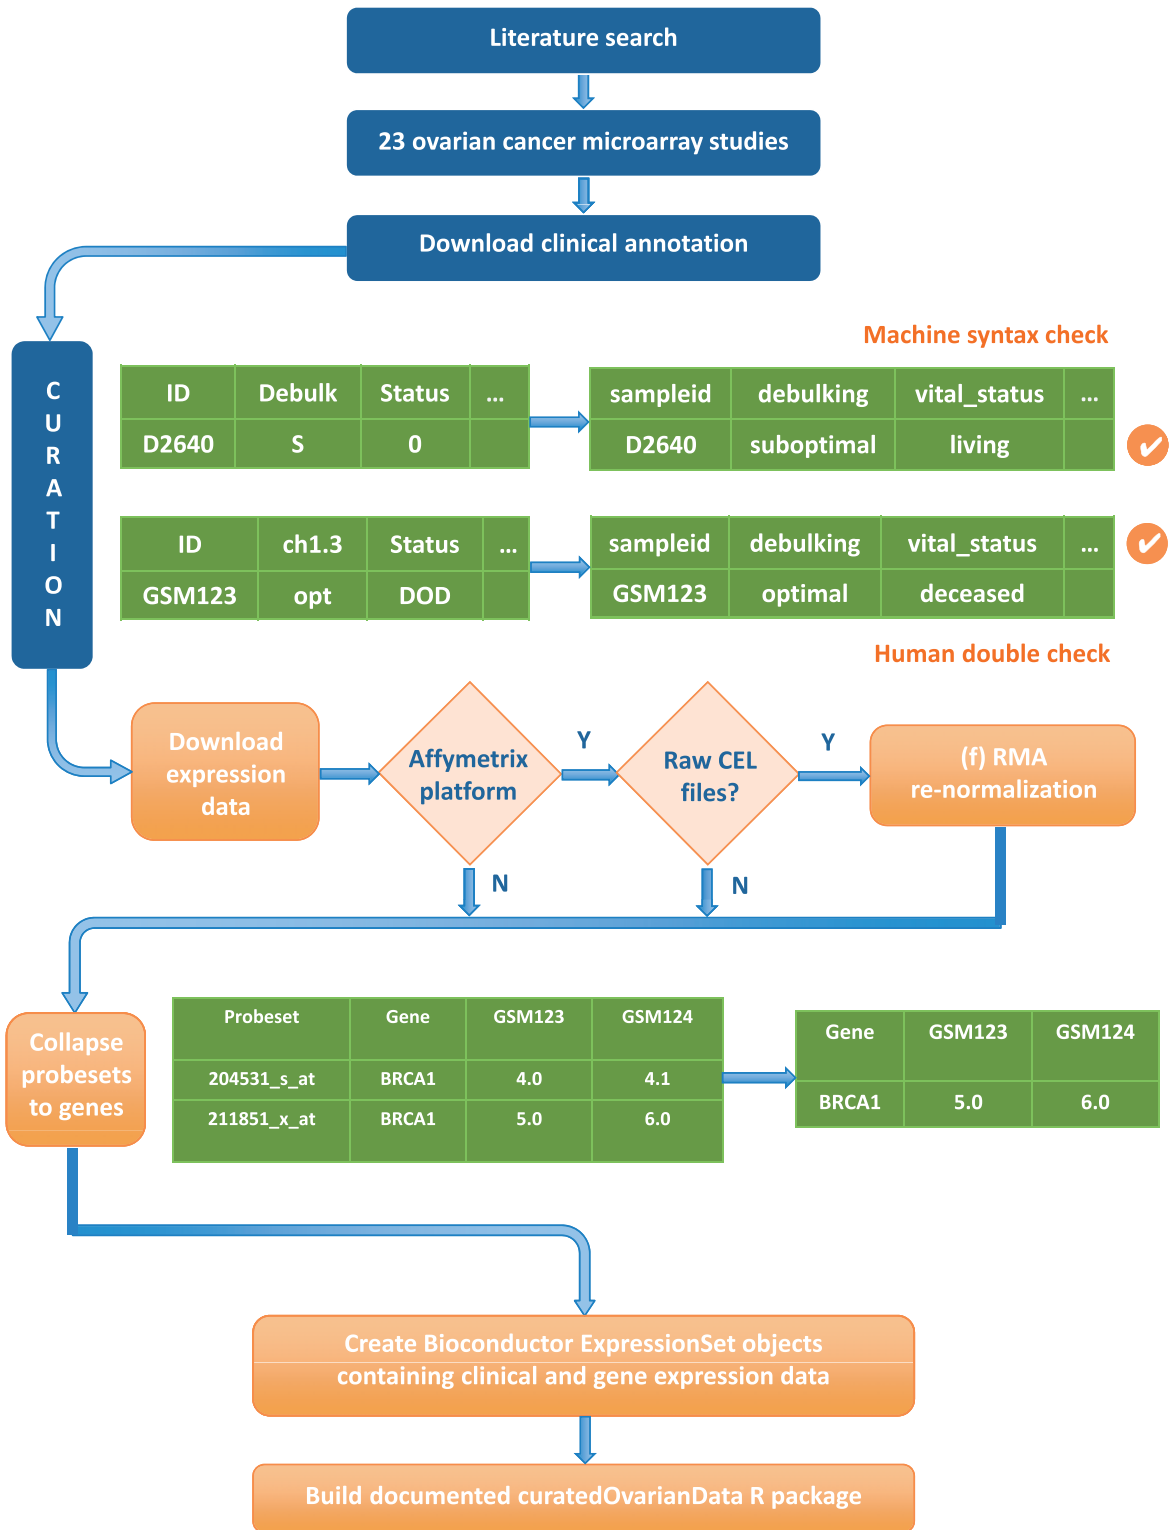 Literature search
23 ovarian cancer microarray studies
Download clinical annotation
CURATION
Machine syntax check
ID Debulk Status ...
D2640 S 0
sampleid debulking vital_status ...
D2640 suboptimal living
ID ch1.3 Status ...
GSM123 opt DOD
sampleid debulking vital_status ...
GSM123 optimal deceased
Human double check
Download
expression
data
Affymetrix
platform
Y
N
Raw CEL
files?
Y
N
(f) RMA
re-normalization
Collapse
probesets
to genes
Probeset Gene GSM123 GSM124
204531_s_at BRCA1 4.0 4.1
211851_x_at BRCA1 5.0 6.0
Gene GSM123 GSM124
BRCA1 5.0 6.0
Create Bioconductor ExpressionSet objects
containing clinical and gene expression data
Build documented curatedOvarianData R package